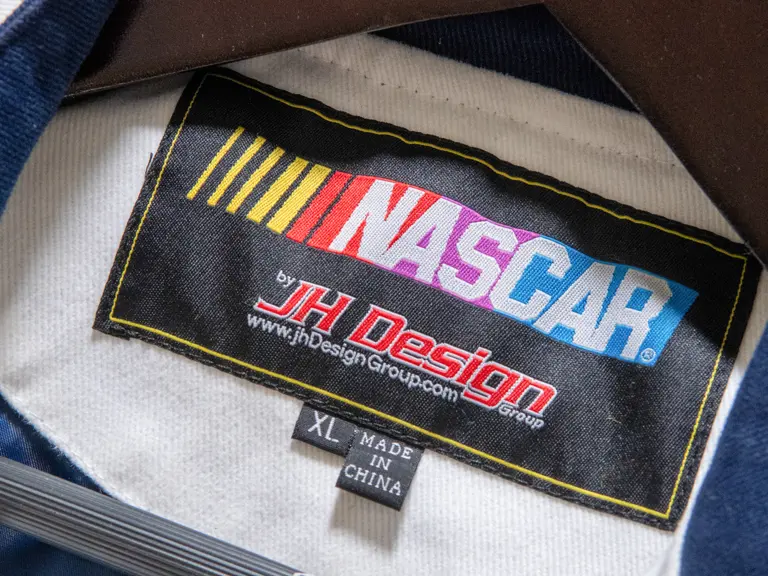 NASCAR®
by
JH Design
Group
www.jhDesignGroup.com
XL
MADE
IN
CHINA